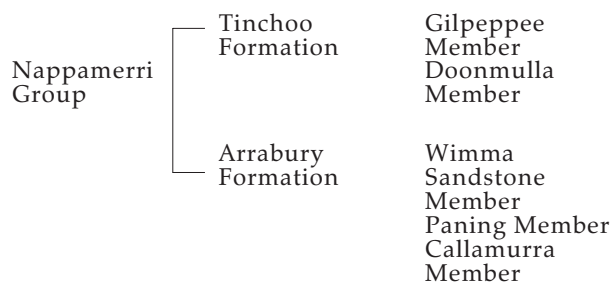 Nappamerri
Group
Tinchoo
Formation
Gilpeppee
Member
Doonmulla
Member
Arrabury
Formation
Wimma
Sandstone
Member
Paning Member
Callamurra
Member